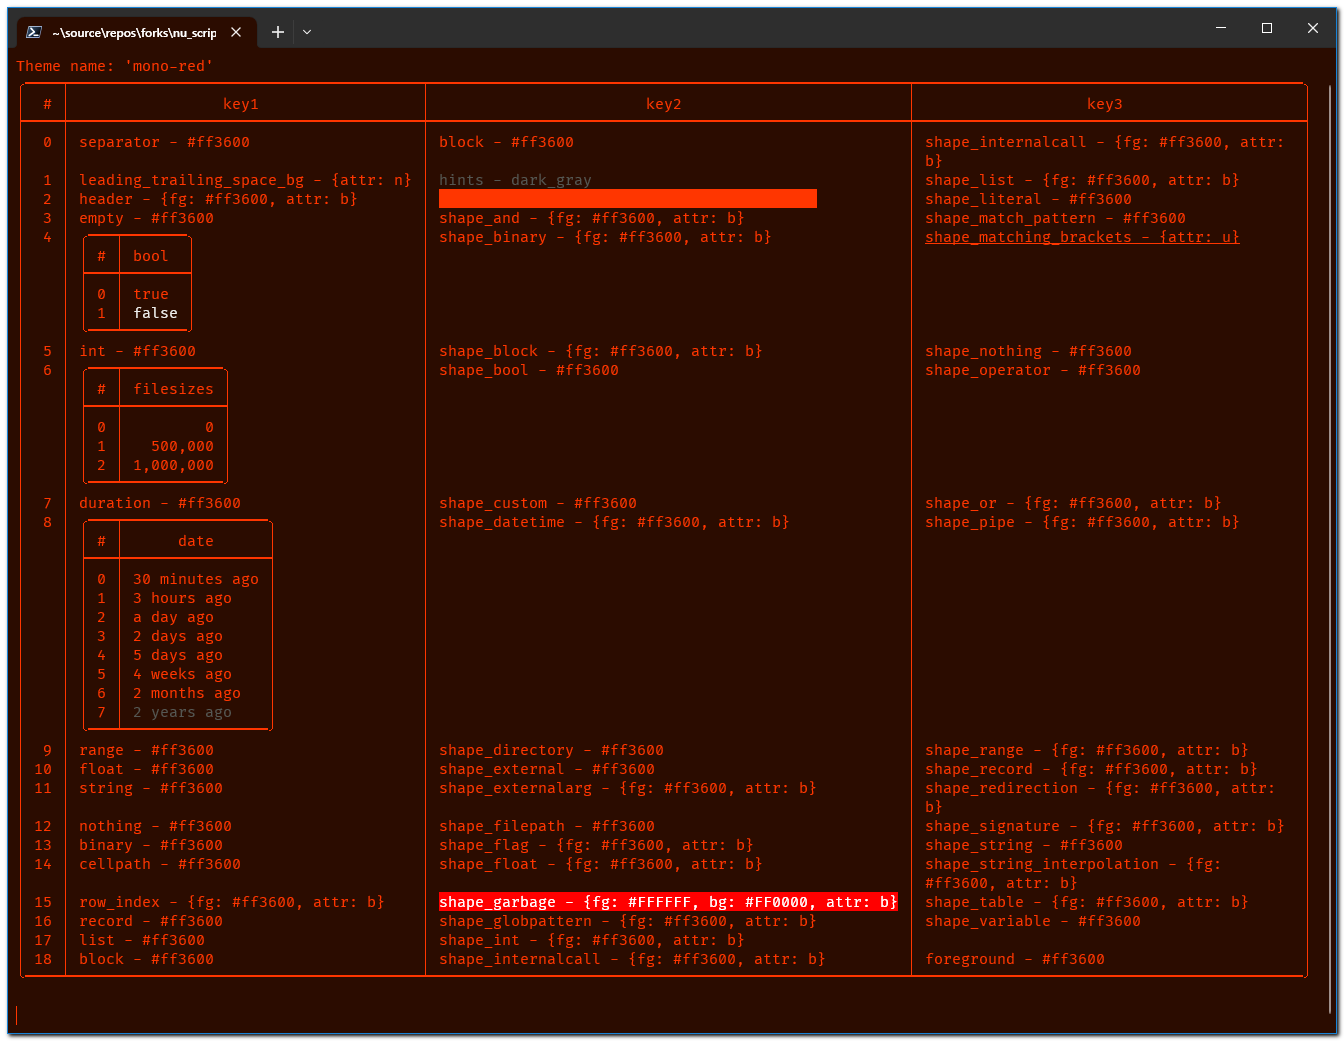 ~\source\repos\forks\nu_scrip
Theme name: 'mono-red'
# key1 key2 key3
0 separator - #ff3600 block - #ff3600 shape_internalcall - {fg: #ff3600, attr:
b}
1 leading_trailing_space_bg - {attr: n} hints - dark_gray shape_list - {fg: #ff3600, attr: b}
2 header - {fg: #ff3600, attr: b} shape_literal - #ff3600
3 empty - #ff3600 shape_and - {fg: #ff3600, attr: b} shape_match_pattern - #ff3600
4 shape_binary - {fg: #ff3600, attr: b} shape_matching_brackets - {attr: u}
# bool
0 true
1 false
5 int - #ff3600 shape_block - {fg: #ff3600, attr: b} shape_nothing - #ff3600
6 shape_bool - #ff3600 shape_operator - #ff3600
# filesizes
0 0
1 500,000
2 1,000,000
7 duration - #ff3600 shape_custom - #ff3600 shape_or - {fg: #ff3600, attr: b}
8 shape_datetime - {fg: #ff3600, attr: b} shape_pipe - {fg: #ff3600, attr: b}
# date
0 30 minutes ago
1 3 hours ago
2 a day ago
3 2 days ago
4 5 days ago
5 4 weeks ago
6 2 months ago
7 2 years ago
9 range - #ff3600 shape_directory - #ff3600 shape_range - {fg: #ff3600, attr: b}
10 float - #ff3600 shape_external - #ff3600 shape_record - {fg: #ff3600, attr: b}
11 string - #ff3600 shape_externalarg - {fg: #ff3600, attr: b} shape_redirection - {fg: #ff3600, attr:
b}
12 nothing - #ff3600 shape_filepath - #ff3600 shape_signature - {fg: #ff3600, attr: b}
13 binary - #ff3600 shape_flag - {fg: #ff3600, attr: b} shape_string - #ff3600
14 cellpath - #ff3600 shape_float - {fg: #ff3600, attr: b} shape_string_interpolation - {fg:
#ff3600, attr: b}
15 row_index - {fg: #ff3600, attr: b} shape_garbage - {fg: #FFFFFF, bg: #FF0000, attr: b} shape_table - {fg: #ff3600, attr: b}
16 record - #ff3600 shape_globpattern - {fg: #ff3600, attr: b} shape_variable - #ff3600
17 list - #ff3600 shape_int - {fg: #ff3600, attr: b}
18 block - #ff3600 shape_internalcall - {fg: #ff3600, attr: b} foreground - #ff3600